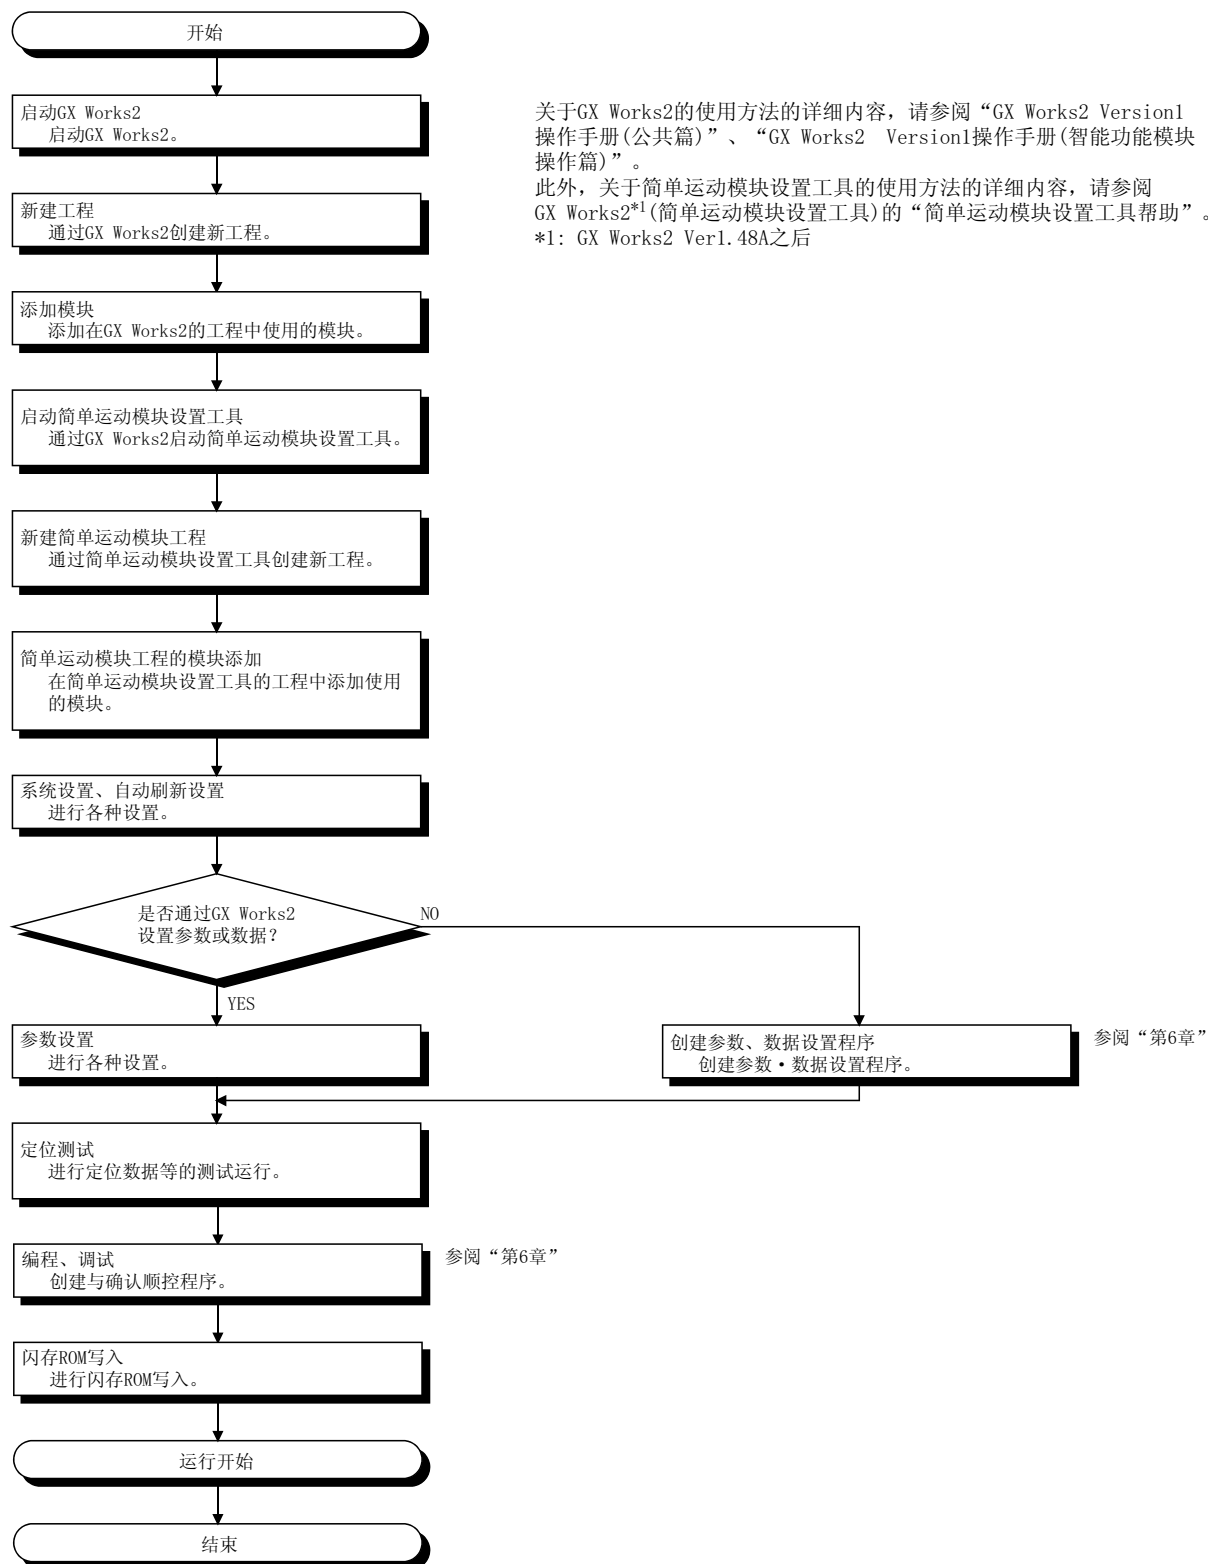 开始
启动GX Works2
启动GX Works2。
关于GX Works2的使用方法的详细内容，请参阅“GX Works2 Version1
操作手册(公共篇)”、“GX Works2 Version1操作手册(智能功能模块
操作篇)”。
此外，关于简单运动模块设置工具的使用方法的详细内容，请参阅
GX Works2*1(简单运动模块设置工具)的“简单运动模块设置工具帮助”。
*1: GX Works2 Ver1.48A之后
新建工程
通过GX Works2创建新工程。
添加模块
添加在GX Works2的工程中使用的模块。
启动简单运动模块设置工具
通过GX Works2启动简单运动模块设置工具。
新建简单运动模块工程
通过简单运动模块设置工具创建新工程。
简单运动模块工程的模块添加
在简单运动模块设置工具的工程中添加使用
的模块。
系统设置、自动刷新设置
进行各种设置。
是否通过GX Works2
设置参数或数据？
NO
YES
参数设置
进行各种设置。
创建参数、数据设置程序
创建参数·数据设置程序。
参阅“第6章”
定位测试
进行定位数据等的测试运行。
编程、调试
创建与确认顺控程序。
参阅“第6章”
闪存ROM写入
进行闪存ROM写入。
运行开始
结束